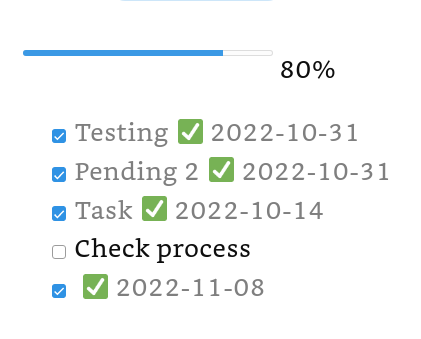 80%
Testing ✅ 2022-10-31
Pending 2 ✅ 2022-10-31
Task ✅ 2022-10-14
Check process
✅ 2022-11-08